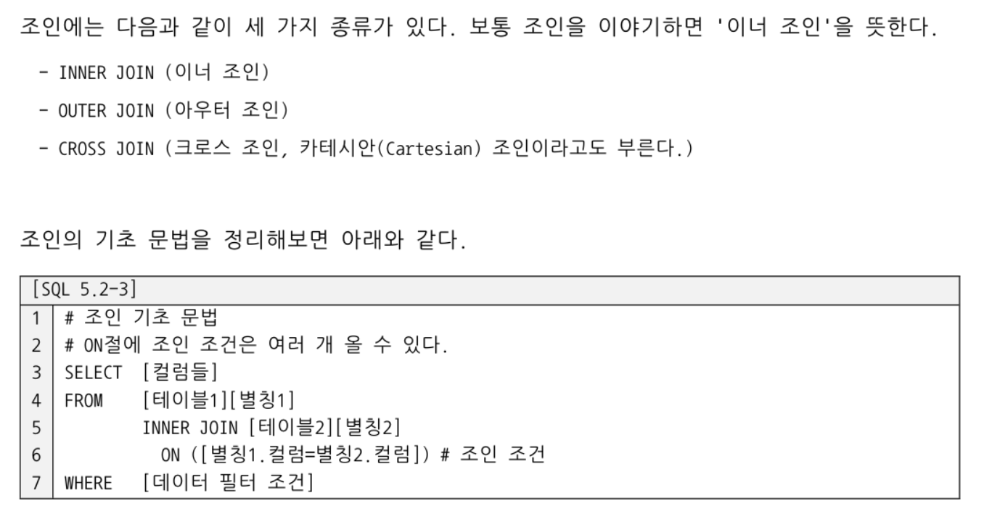 조인에는 다음과 같이 세 가지 종류가 있다. 보통 조인을 이야기하면 '이너 조인'을 뜻한다.
- INNER JOIN (이너 조인)
- OUTER JOIN (아우터 조인)
- CROSS JOIN (크로스 조인, 카테시안(Cartesian) 조인이라고도 부른다.)
조인의 기초 문법을 정리해보면 아래와 같다.
[SQL 5.2-3]
1 # 조인 기초 문법
2 # ON절에 조인 조건은 여러 개 올 수 있다.
3 SELECT [컬럼들]
4 FROM [테이블1][별칭1]
5 INNER JOIN [테이블2][별칭2]
6 ON ([별칭1.컬럼=별칭2.컬럼]) # 조인 조건
7 WHERE [데이터 필터 조건]